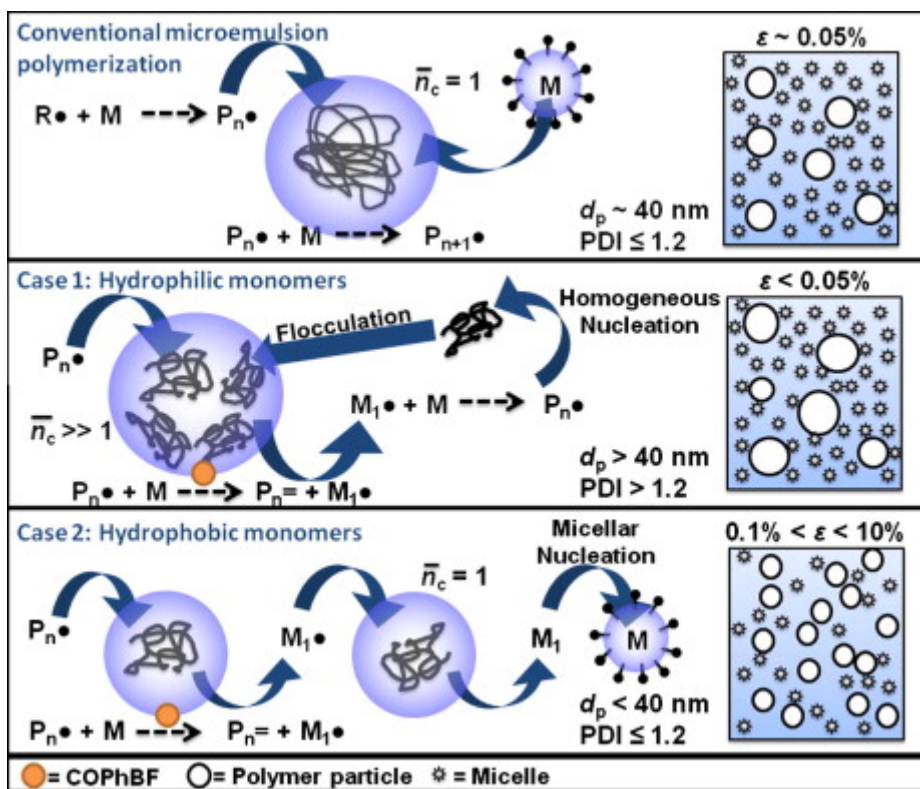 Conventional microemulsion
polymerization
R● + M ---> Pn●
n̄c = 1
M
Pn● + M ---> Pn+1●
dp ~ 40 nm
PDI ≤ 1.2
ε ~ 0.05%
Case 1: Hydrophilic monomers
Pn●
n̄c >> 1
Flocculation
Homogeneous
Nucleation
M1● + M ---> Pn●
Pn● + M ---> Pn= + M1●
dp > 40 nm
PDI > 1.2
ε < 0.05%
Case 2: Hydrophobic monomers
Pn●
M1●
n̄c = 1
M1
Micellar
Nucleation
M
Pn● + M ---> Pn= + M1●
dp < 40 nm
PDI ≤ 1.2
0.1% < ε < 10%
= COPhBF = Polymer particle = Micelle